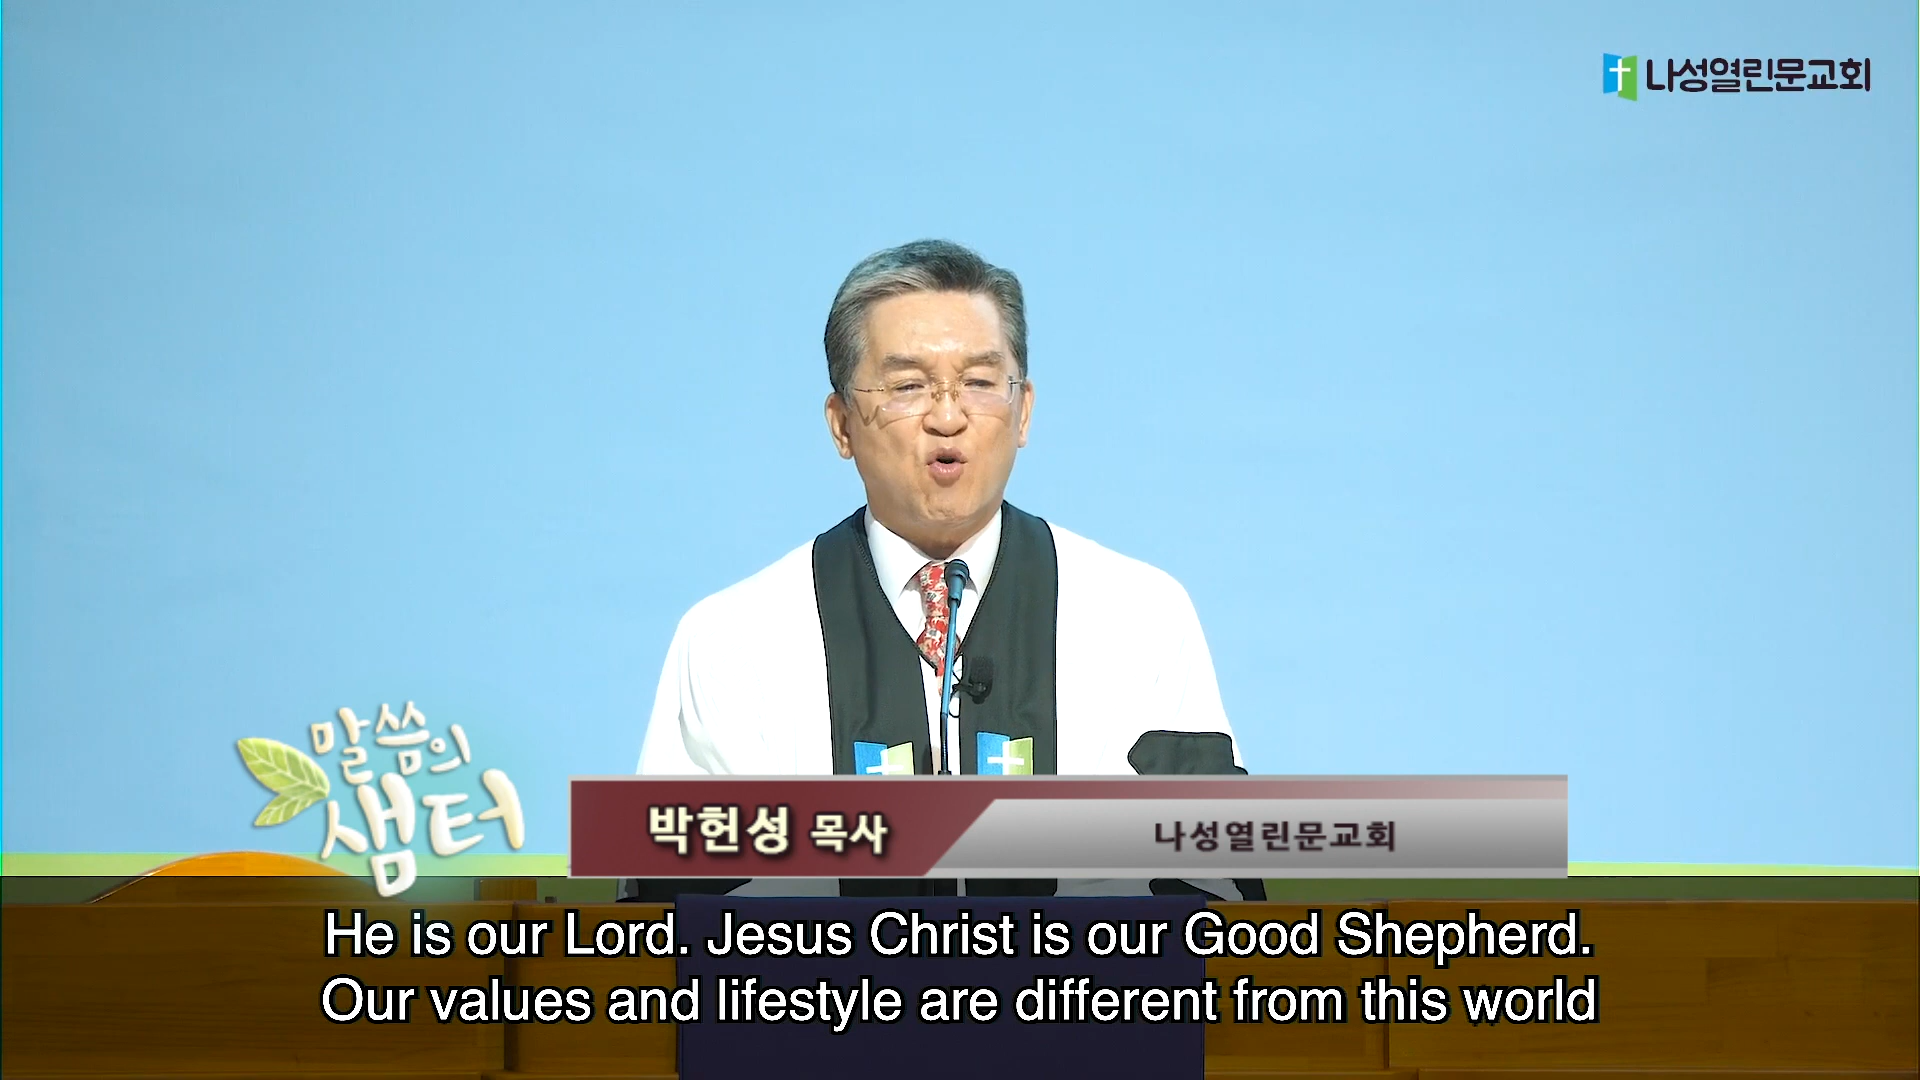 나성열린문교회
말씀의
샘터
박헌성 목사
나성열린문교회
He is our Lord. Jesus Christ is our Good Shepherd.
Our values and lifestyle are different from this world